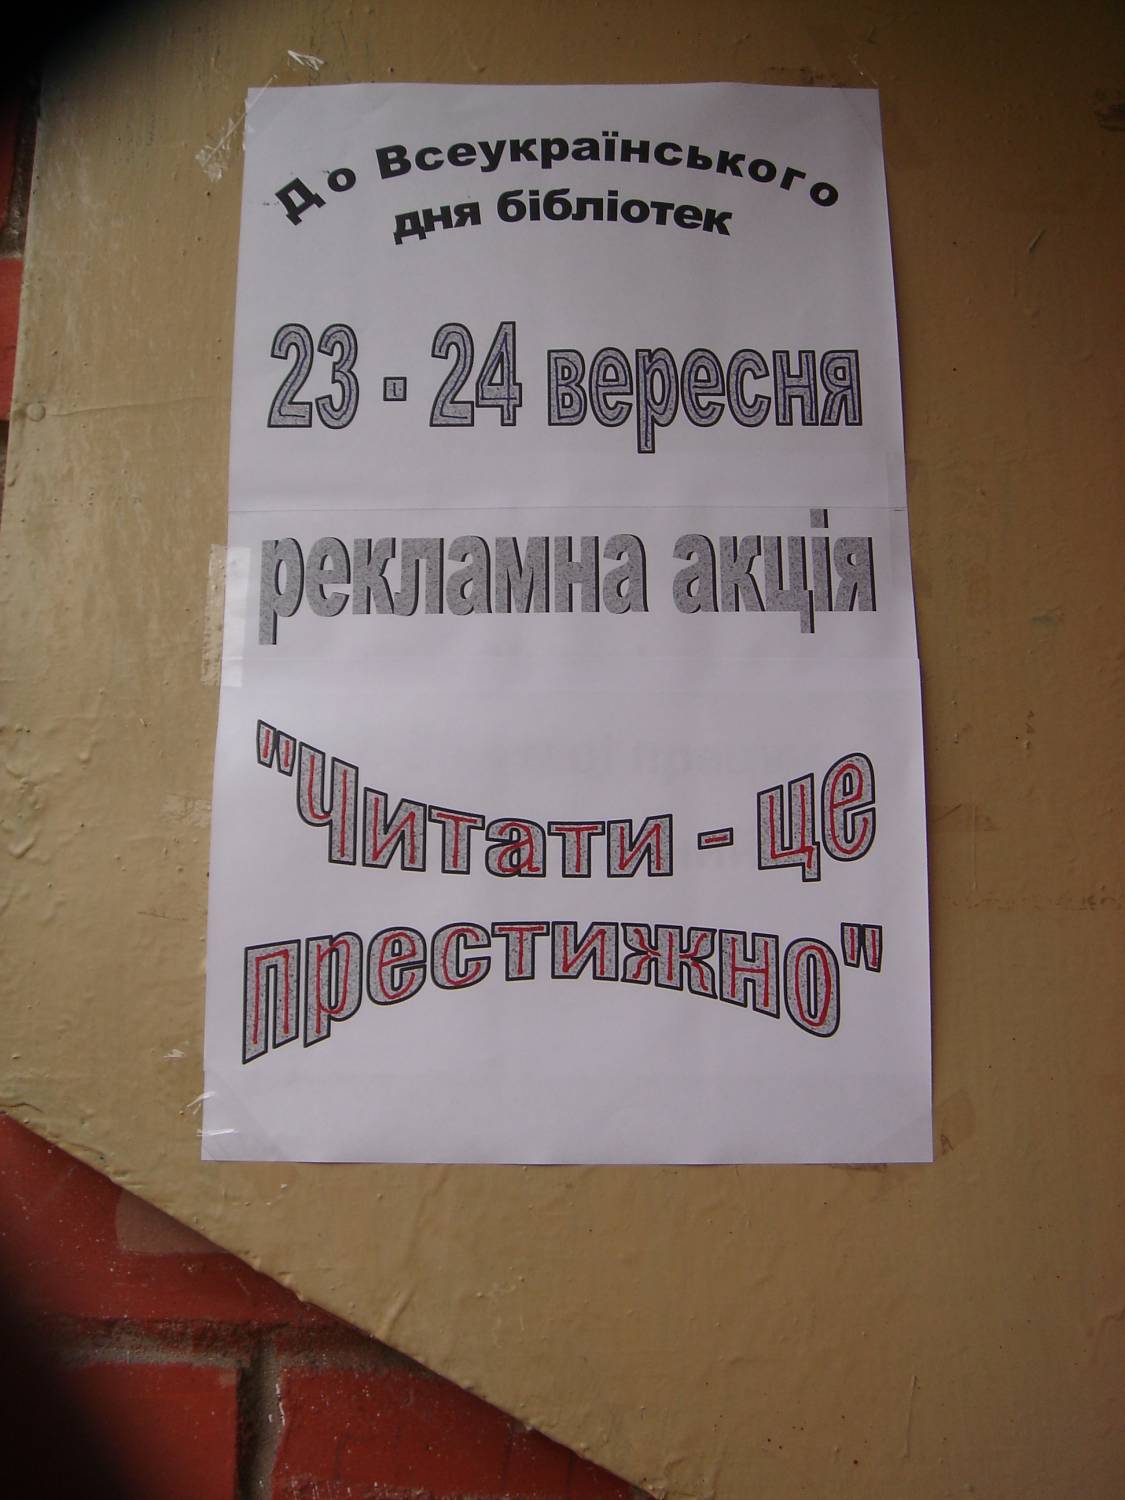 До Всеукраїнського
дня бібліотек
23 - 24 вересня
рекламна акція
"Читати - це
престижно"